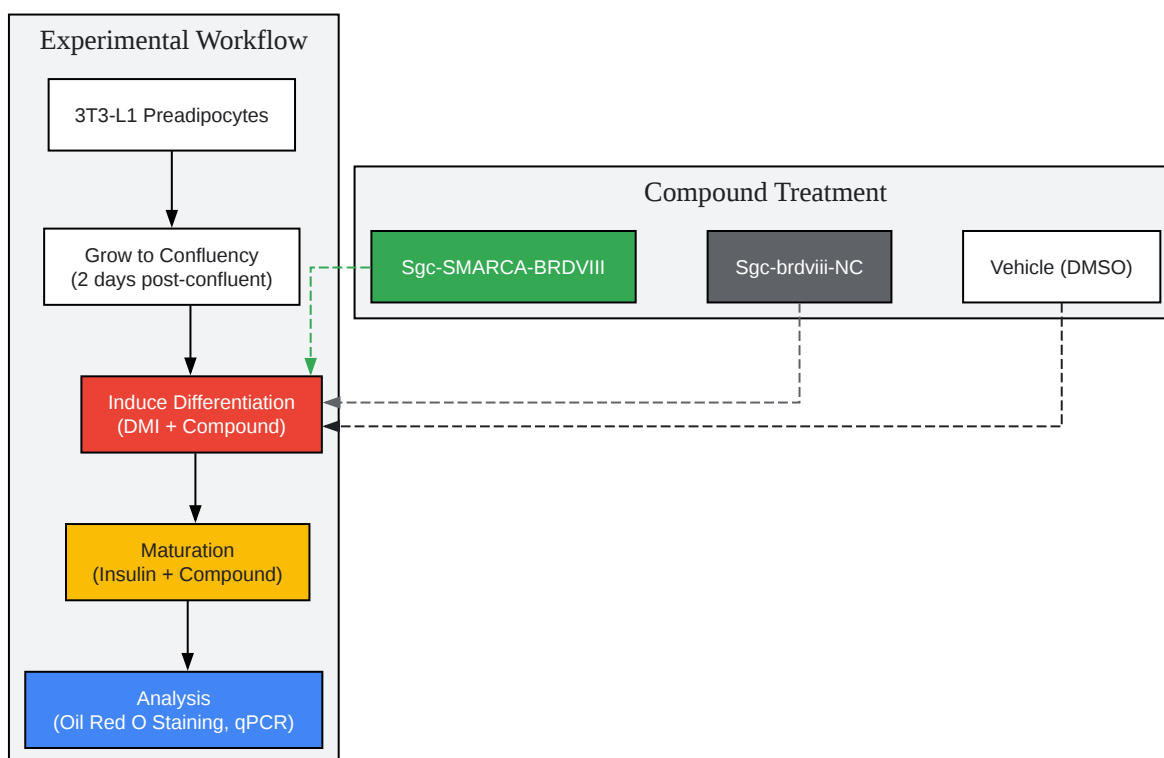 Experimental Workflow
3T3-L1 Preadipocytes
Grow to Confluency
(2 days post-confluent)
Induce Differentiation
(DMI + Compound)
Maturation
(Insulin + Compound)
Analysis
(Oil Red O Staining, qPCR)
Compound Treatment
Sgc-SMARCA-BRDVIII
Sgc-brdviii-NC
Vehicle (DMSO)